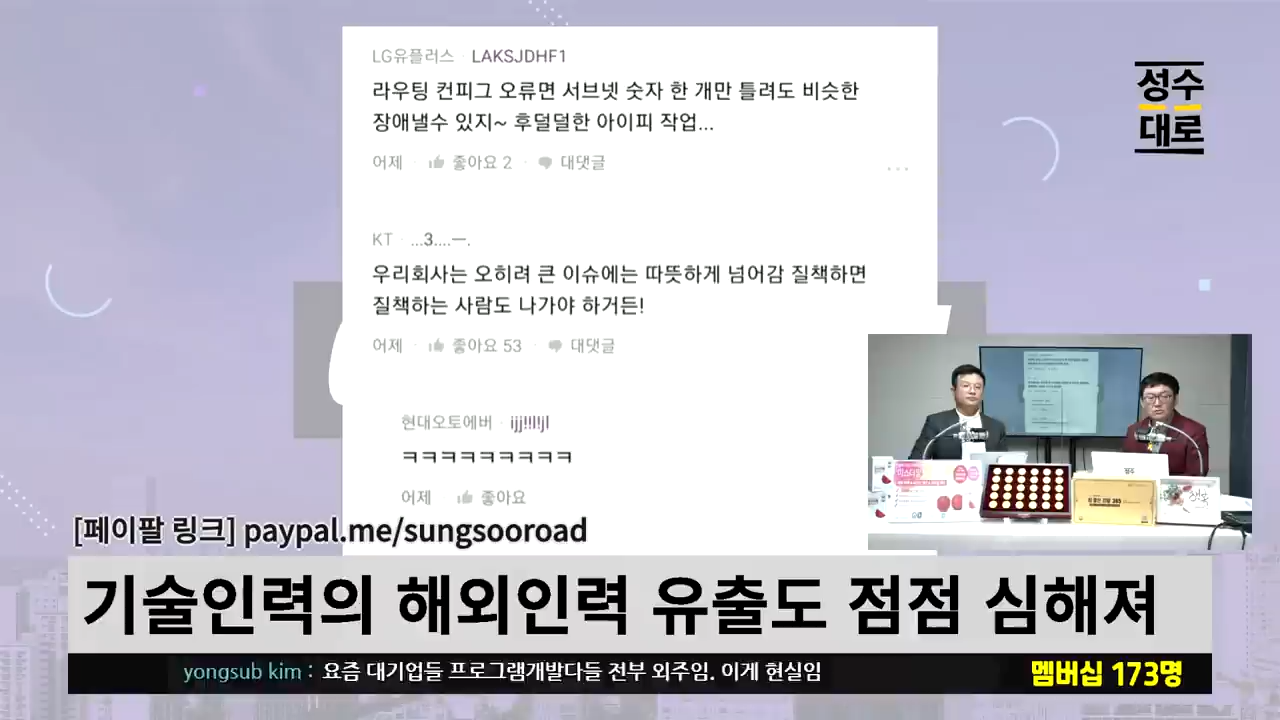 LG유플러스 · LAKSJDHF1
라우팅 컨피그 오류면 서브넷 숫자 한 개만 틀려도 비슷한
장애낼수 있지~ 후덜덜한 아이피 작업...
어제 · 좋아요 2 · 대댓글
...
KT · ...3....ㅡ.
우리회사는 오히려 큰 이슈에는 따뜻하게 넘어감 질책하면
질책하는 사람도 나가야 하거든!
어제 · 좋아요 53 · 대댓글
현대오토에버 · ijj!!l!jl
ㅋㅋㅋㅋㅋㅋㅋㅋㅋ
어제 · 좋아요
성수
대로
[페이팔 링크] paypal.me/sungsooroad
기술인력의 해외인력 유출도 점점 심해져
yongsub kim : 요즘 대기업들 프로그램개발다들 전부 외주임. 이게 현실임
멤버십 173명